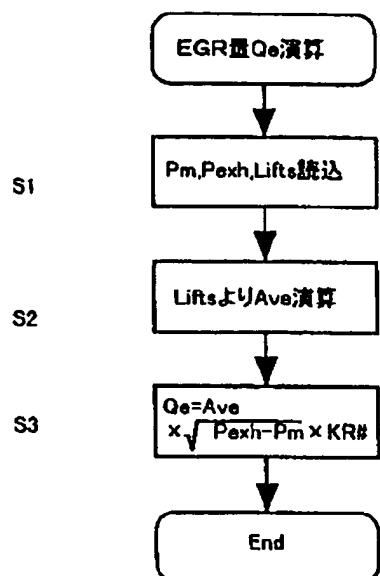 EGR量Qe演算
S1
Pm,Pexh,Lifts読込
S2
LiftsよりAve演算
S3
Qe=Ave
×√Pexh-Pm × KR#
End